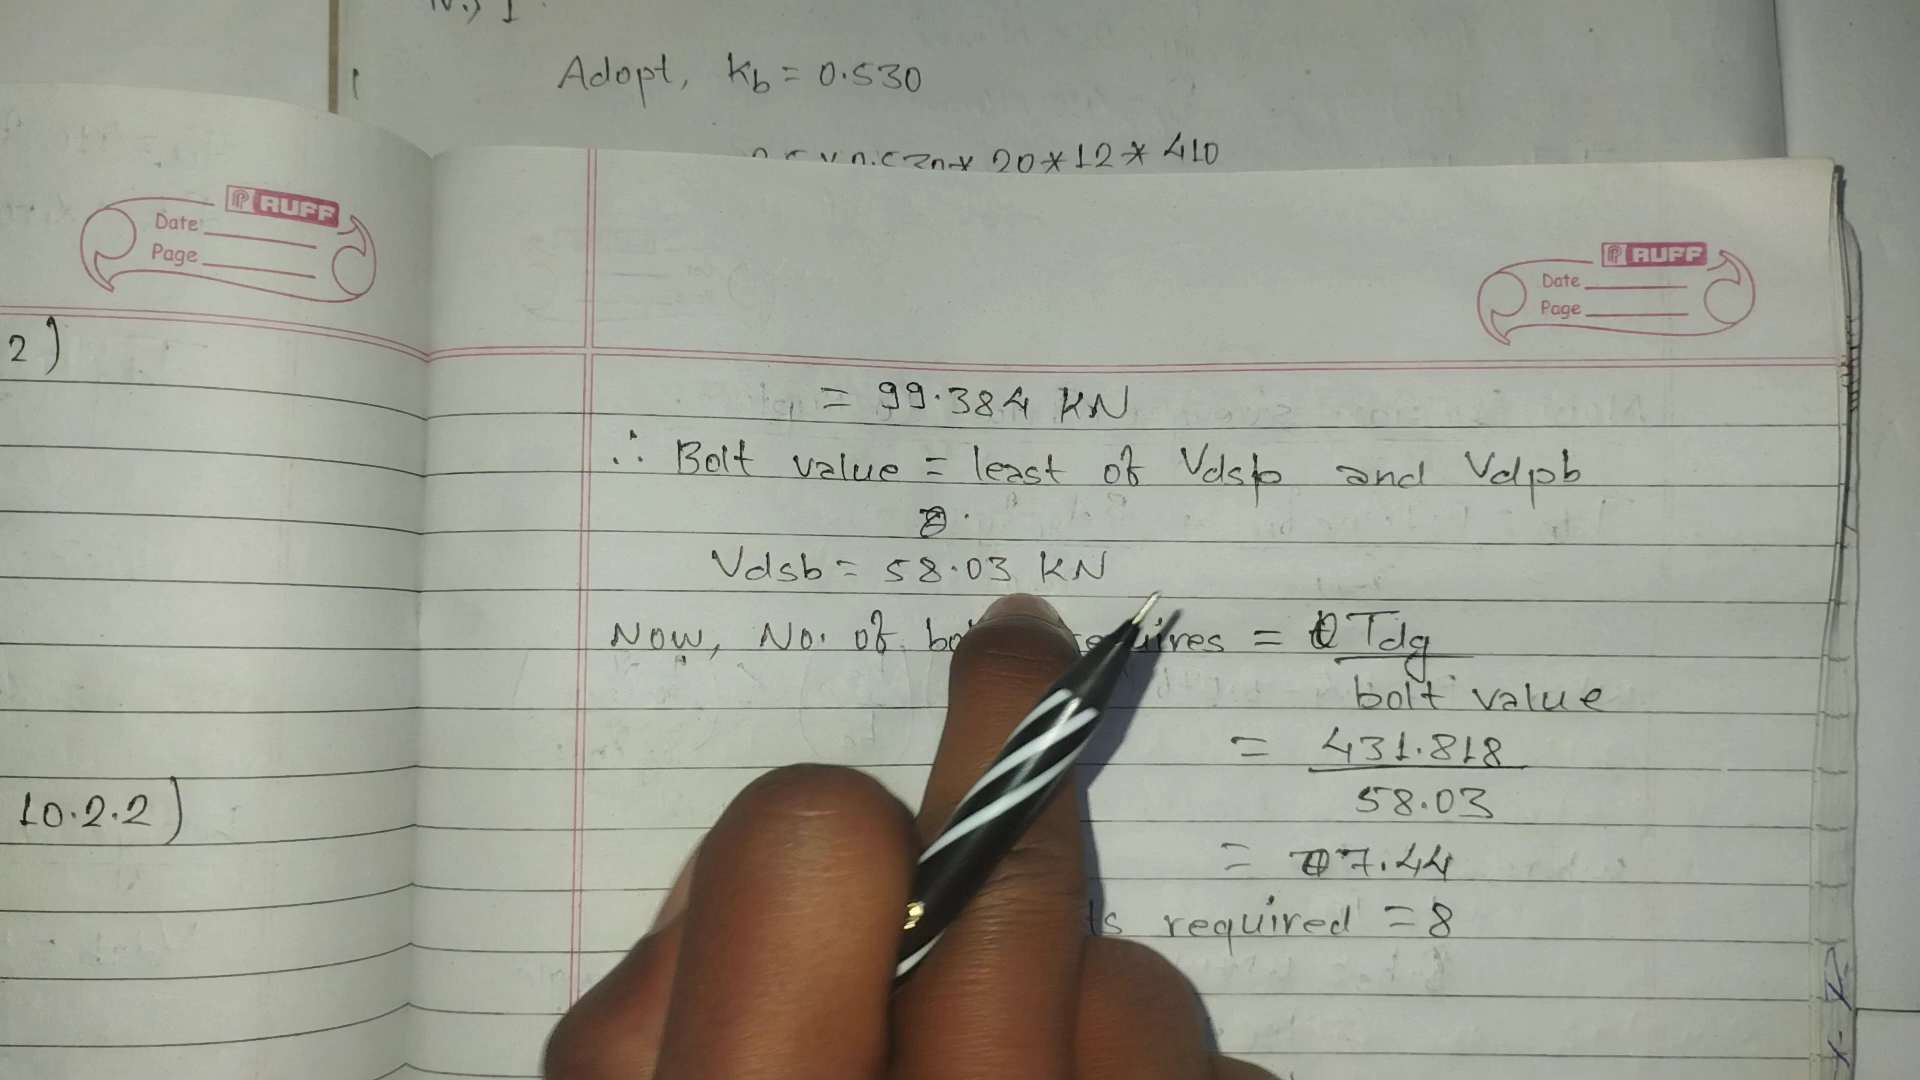 Adopt, Kb = 0.530
20*12*410
RUFF
Date
Page
RUFF
Date
Page
2)
= 99.384 KN
∴ Bolt value = least of Vdsb and Vdpb
Vdsb = 58.03 KN
Now, No. of = Tdg
bolt value
= 431.818
58.03
= 7.44
10.2.2)
required = 8